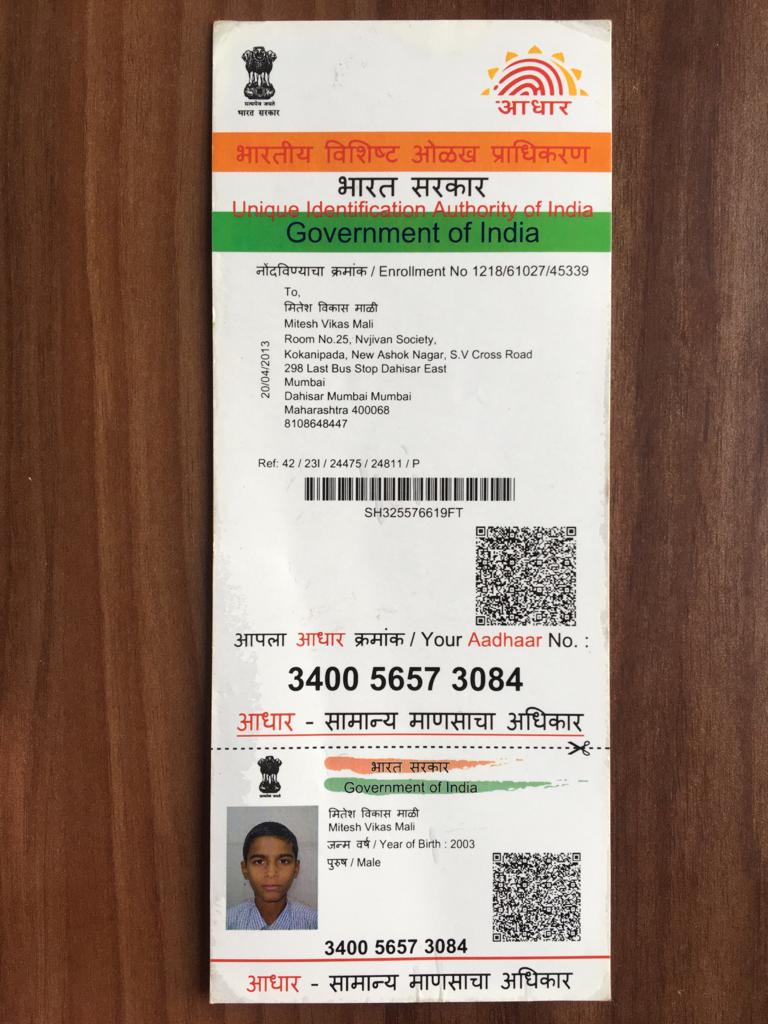 सत्यमेव जयते
भारत सरकार
आधार
भारतीय विशिष्ट ओळख प्राधिकरण
भारत सरकार
Unique Identification Authority of India
Government of India
नोंदविण्याचा क्रमांक / Enrollment No 1218/61027/45339
To,
मितेश विकास माळी
Mitesh Vikas Mali
Room No.25, Nvjivan Society,
Kokanipada, New Ashok Nagar, S.V Cross Road
298 Last Bus Stop Dahisar East
Mumbai
Dahisar Mumbai Mumbai
Maharashtra 400068
8108648447
20/04/2013
Ref: 42 / 23I / 24475 / 24811 / P
SH325576619FT
आपला आधार क्रमांक / Your Aadhaar No. :
3400 5657 3084
आधार - सामान्य माणसाचा अधिकार
भारत सरकार
Government of India
सत्यमेव जयते
मितेश विकास माळी
Mitesh Vikas Mali
जन्म वर्ष / Year of Birth : 2003
पुरुष / Male
3400 5657 3084
आधार - सामान्य माणसाचा अधिकार